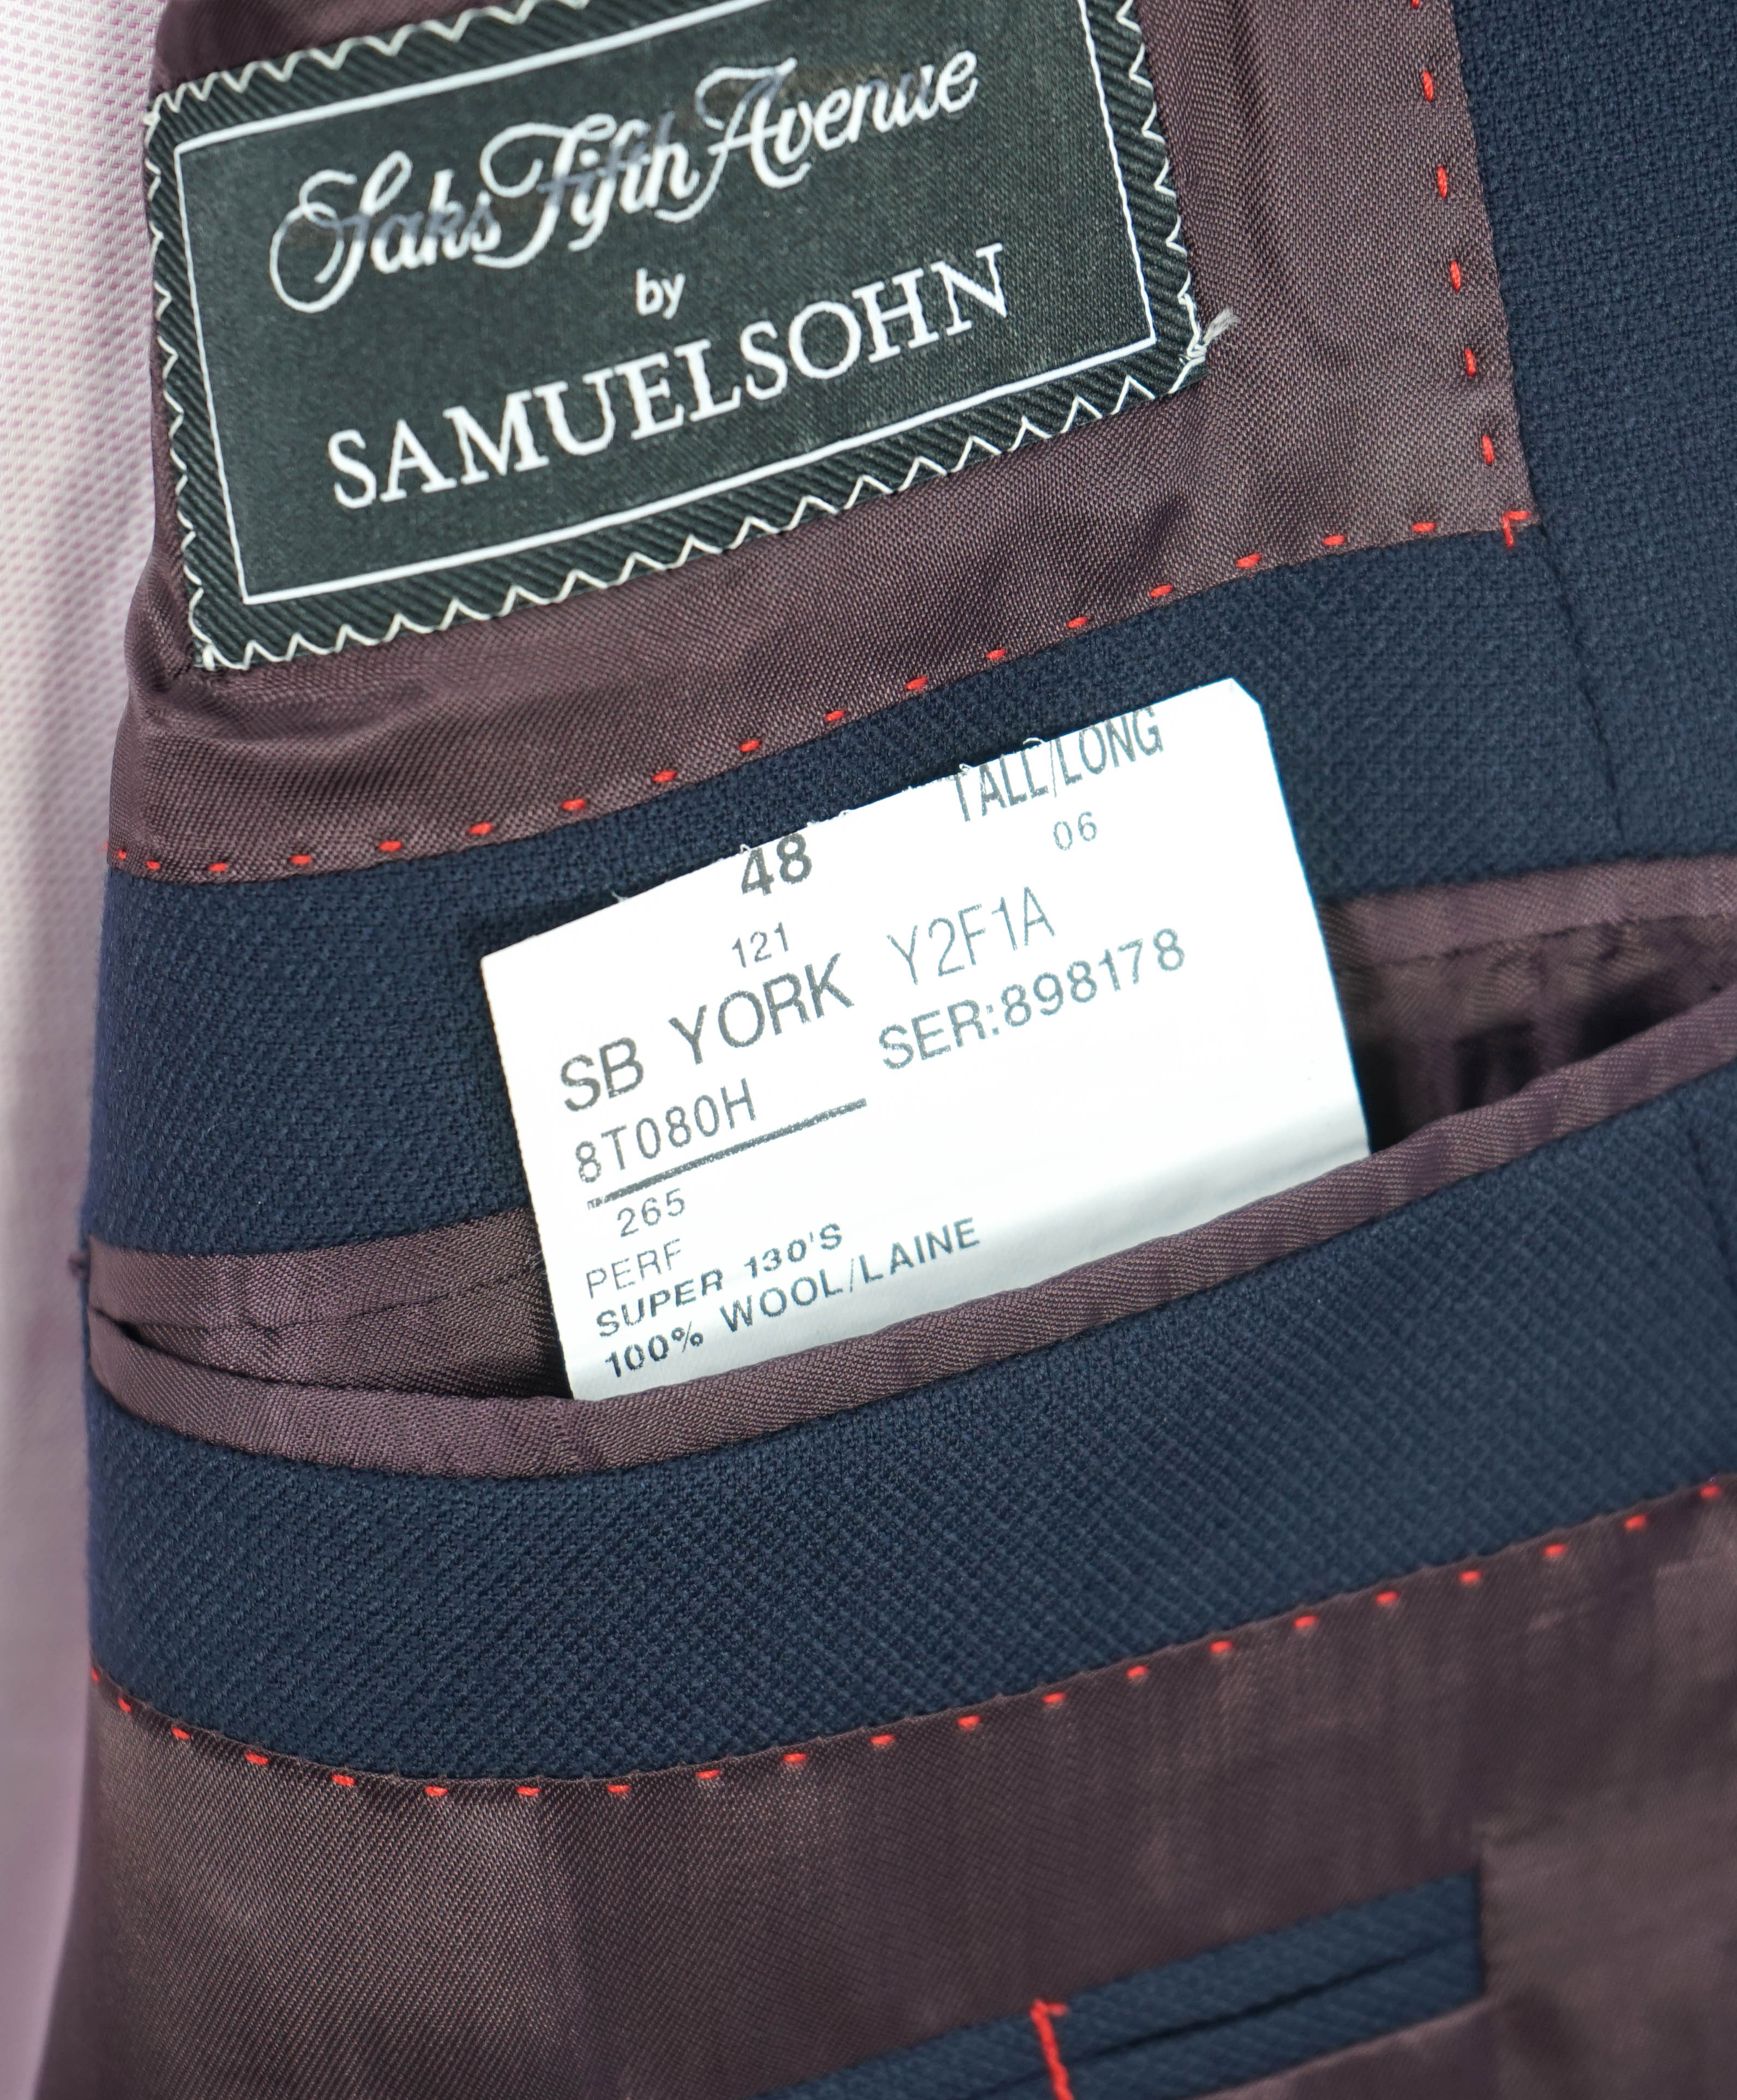 Saks Fifth Avenue
by
SAMUELSOHN
48 TALL/LONG
121 06
SB YORK Y2F1A
8T080H SER:898178
265
PERF
SUPER 130'S
100% WOOL/LAINE